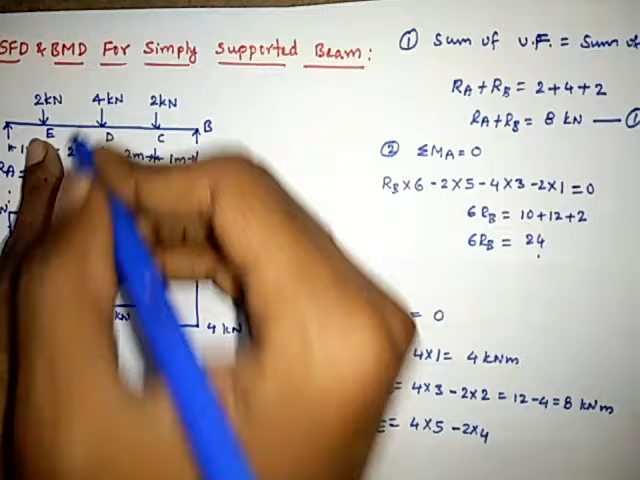 SFD & BMD For Simply Supported Beam:
2kN 4kN 2kN
B
E D C
2m 1m
RA=
4 kN
① Sum of U.F. = Sum of
RA+RB = 2+4+2
RA+RB = 8 kN — ①
② ΣMA=0
RB×6 -2×5 -4×3 -2×1=0
6RB = 10+12+2
6RB = 24
= 0
4×1= 4 kNm
= 4×3 - 2×2 = 12-4=8 kNm
= 4×5 -2×4